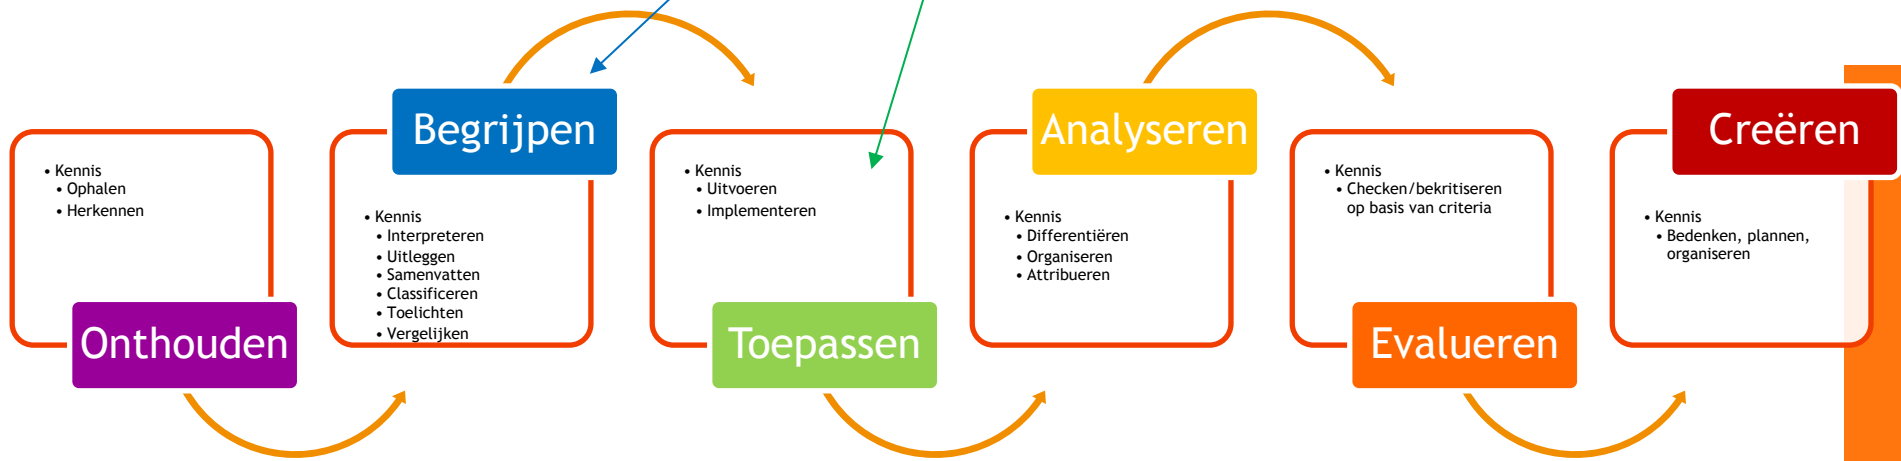 • Kennis
• Ophalen
• Herkennen
Onthouden
Begrijpen
• Kennis
• Interpreteren
• Uitleggen
• Samenvatten
• Classificeren
• Toelichten
• Vergelijken
• Kennis
• Uitvoeren
• Implementeren
Toepassen
Analyseren
• Kennis
• Differentiëren
• Organiseren
• Attribueren
• Kennis
• Checken/bekritiseren
op basis van criteria
Evalueren
Creëren
• Kennis
• Bedenken, plannen,
organiseren